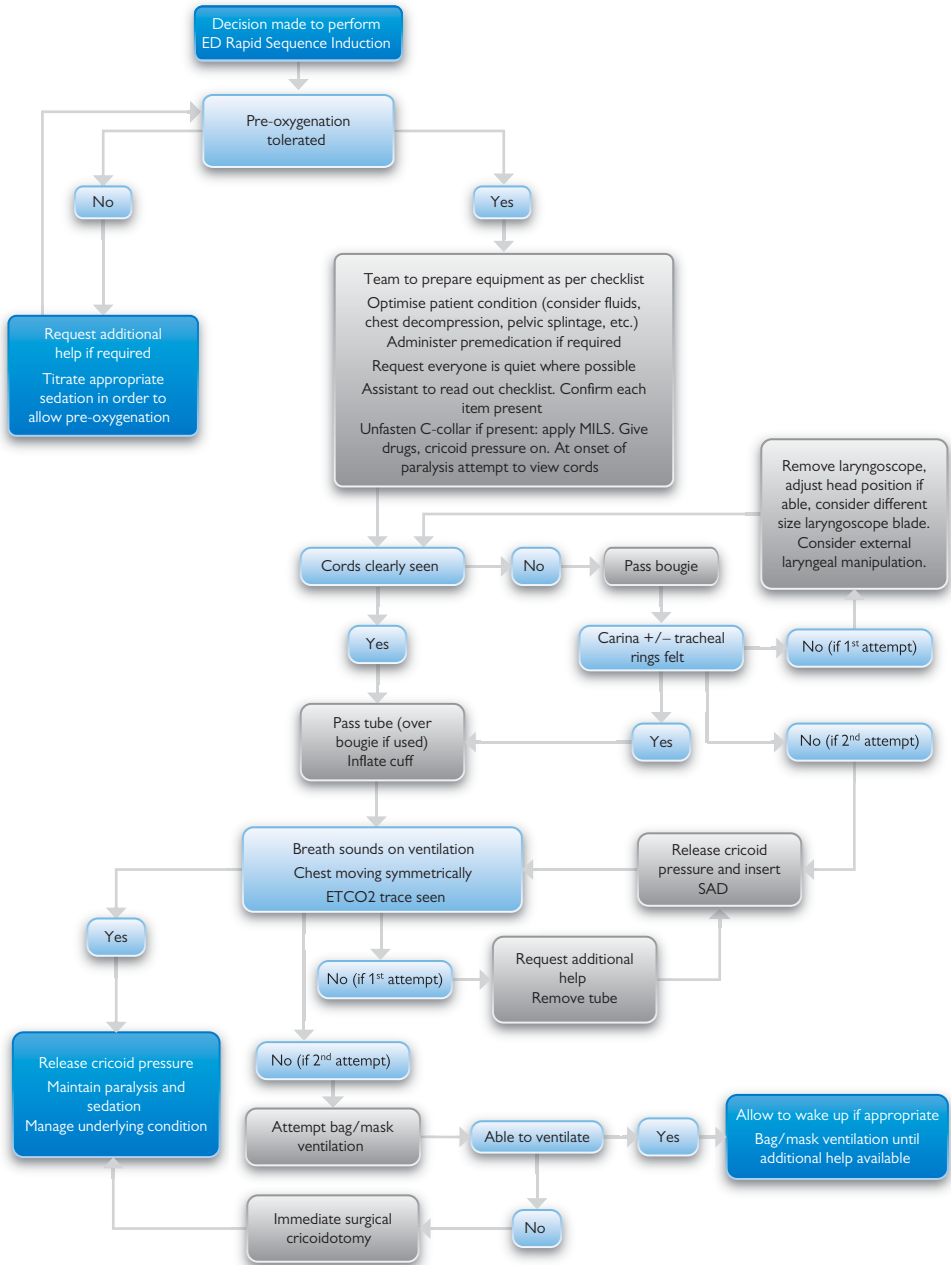 Decision made to perform
ED Rapid Sequence Induction
Pre-oxygenation
tolerated
No
Yes
Request additional
help if required
Titrate appropriate
sedation in order to
allow pre-oxygenation
Team to prepare equipment as per checklist
Optimise patient condition (consider fluids,
chest decompression, pelvic splintage, etc.)
Administer premedication if required
Request everyone is quiet where possible
Assistant to read out checklist. Confirm each
item present
Unfasten C-collar if present: apply MILS. Give
drugs, cricoid pressure on. At onset of
paralysis attempt to view cords
Remove laryngoscope,
adjust head position if
able, consider different
size laryngoscope blade.
Consider external
laryngeal manipulation.
Cords clearly seen
No
Pass bougie
Yes
Carina +/– tracheal
rings felt
No (if 1st attempt)
Pass tube (over
bougie if used)
Inflate cuff
Yes
No (if 2nd attempt)
Breath sounds on ventilation
Chest moving symmetrically
ETCO2 trace seen
Release cricoid
pressure and insert
SAD
Yes
No (if 1st attempt)
Request additional
help
Remove tube
Release cricoid pressure
Maintain paralysis and
sedation
Manage underlying condition
No (if 2nd attempt)
Attempt bag/mask
ventilation
Able to ventilate
Yes
Allow to wake up if appropriate
Bag/mask ventilation until
additional help available
Immediate surgical
cricoidotomy
No